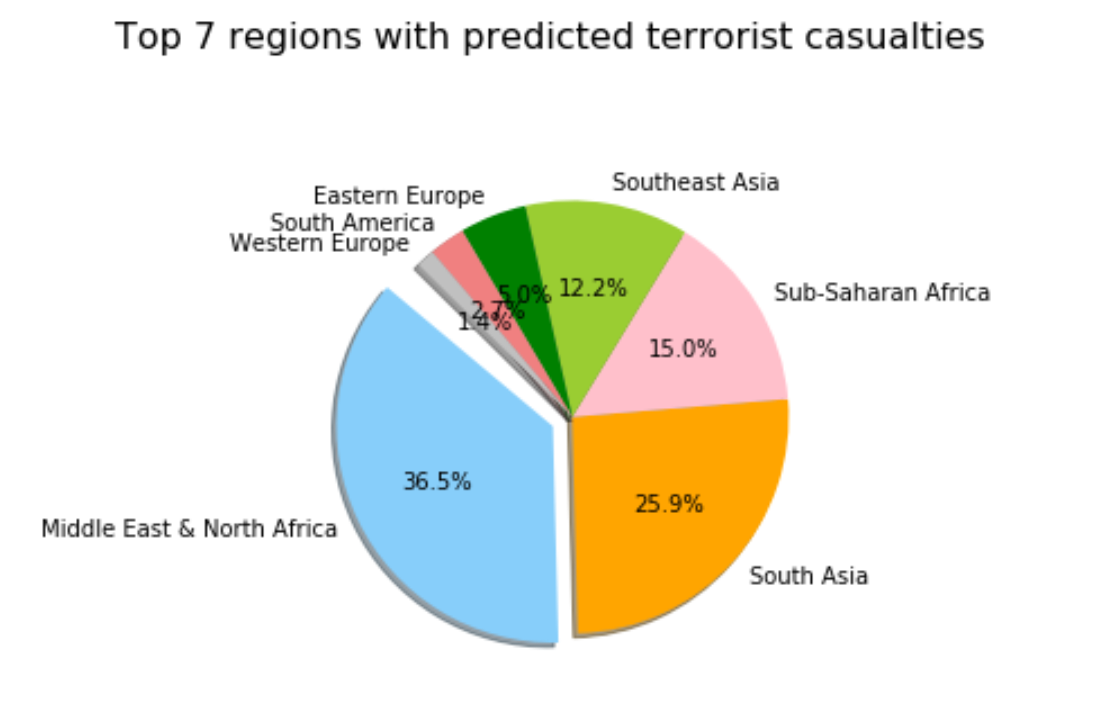 Top 7 regions with predicted terrorist casualties
Southeast Asia
Eastern Europe
South America
Western Europe
Sub-Saharan Africa
12.2%
5.0%
2.7%
1.4%
15.0%
36.5%
25.9%
Middle East & North Africa
South Asia